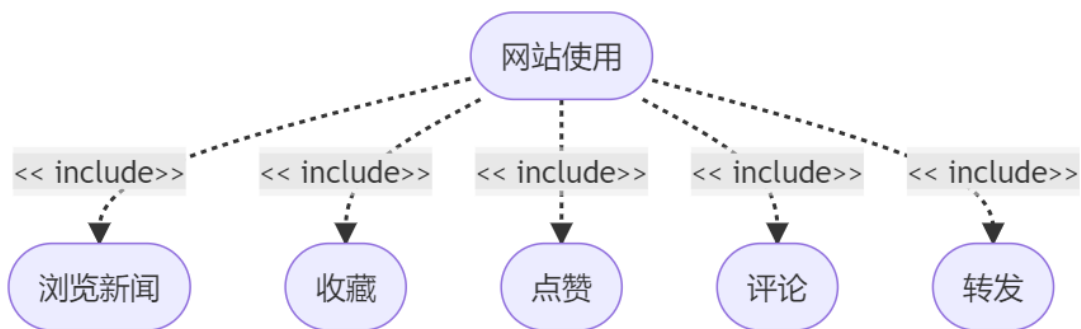 网站使用
<< include>>
<< include>>
<< include>>
<< include>>
<< include>>
浏览新闻
收藏
点赞
评论
转发